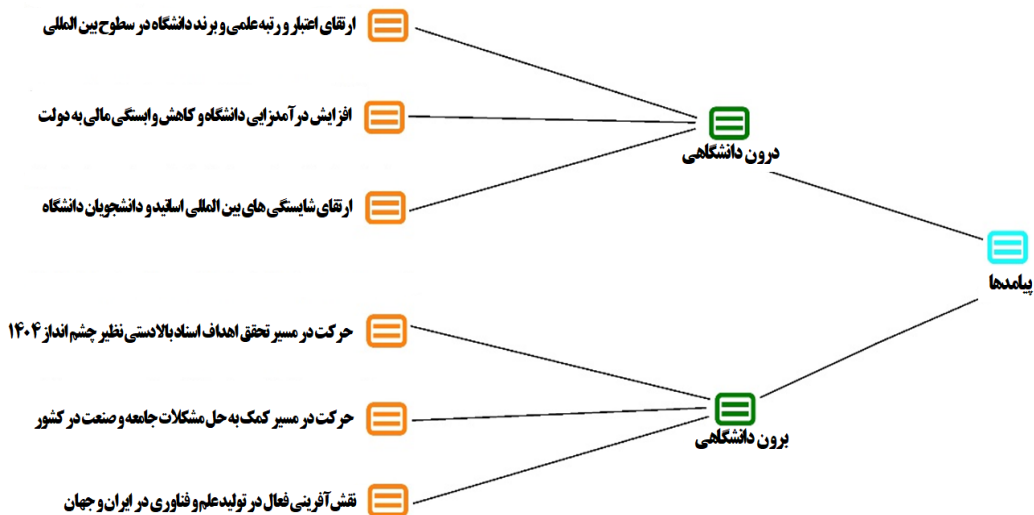 پیامدها
درون دانشگاهی
ارتقای اعتبار و رتبه علمی و برند دانشگاه در سطوح بین المللی
افزایش درآمدزایی دانشگاه و کاهش وابستگی مالی به دولت
ارتقای شایستگی های بین المللی اساتید و دانشجویان دانشگاه
برون دانشگاهی
حرکت در مسیر تحقق اهداف اسناد بالادستی نظیر چشم انداز ۱۴۰۴
حرکت در مسیر کمک به حل مشکلات جامعه و صنعت در کشور
نقش آفرینی فعال در تولید علم و فناوری در ایران و جهان